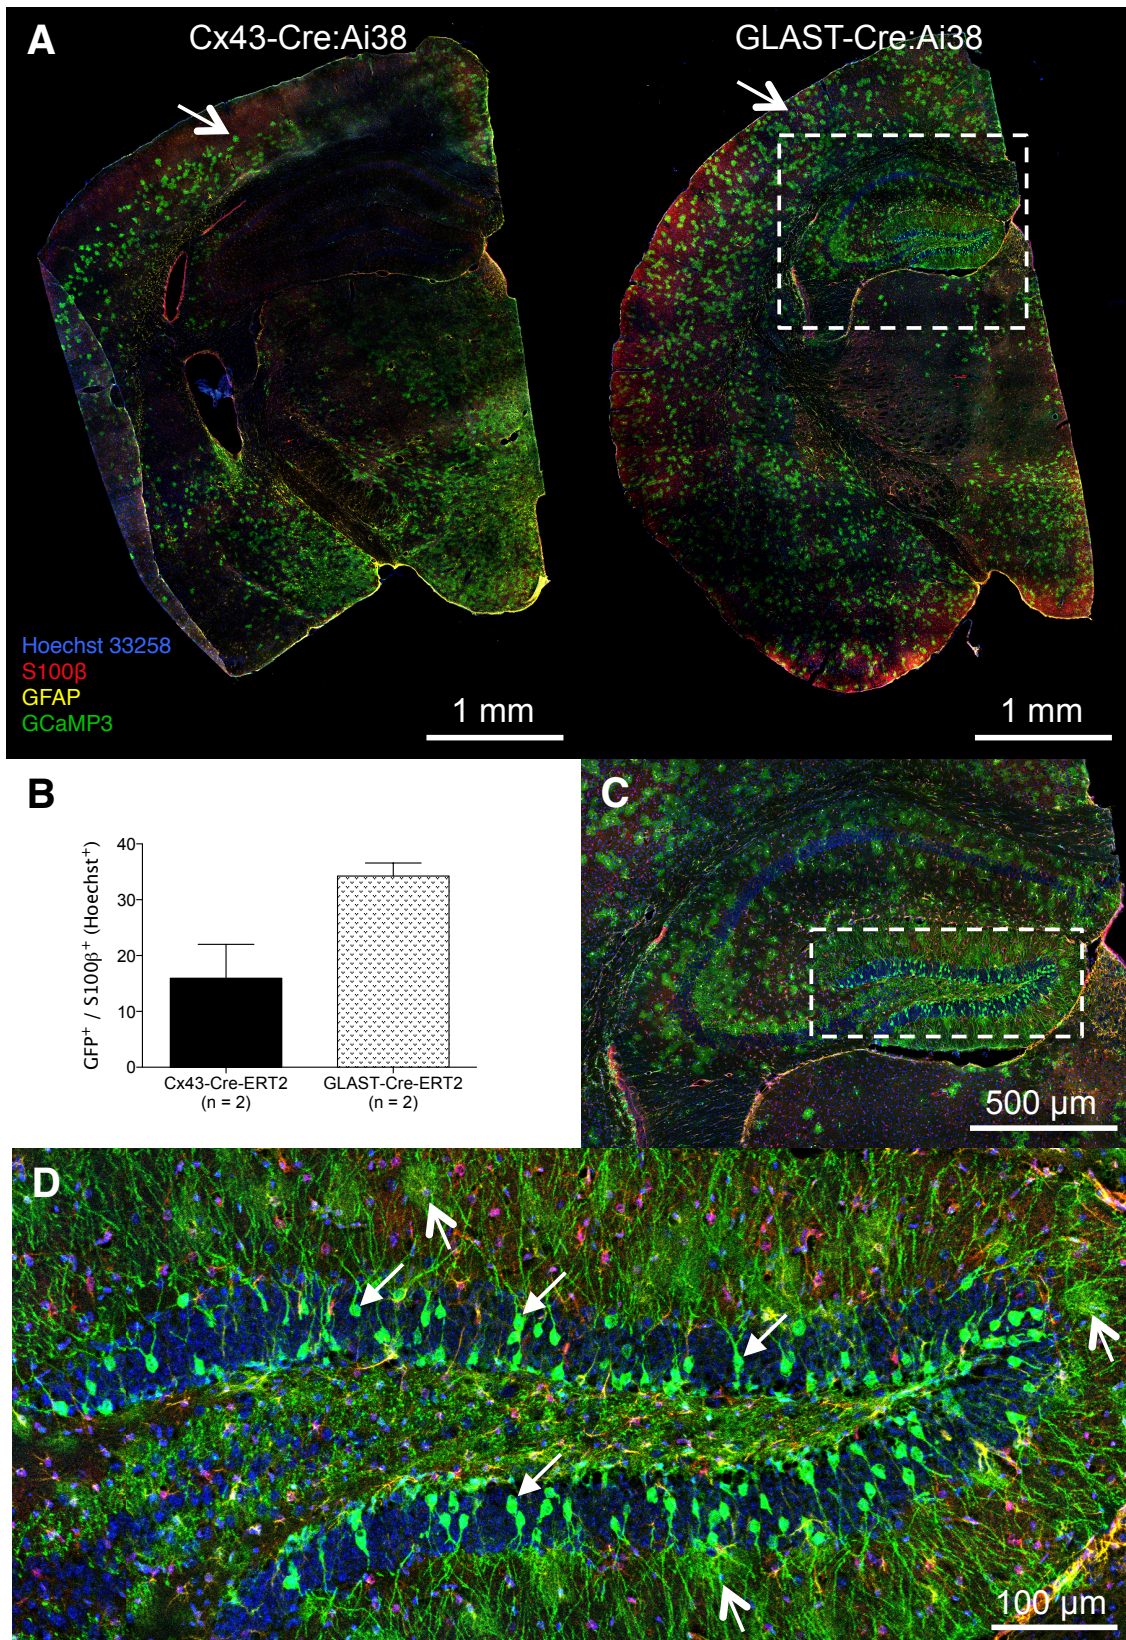 A
Cx43-Cre:Ai38
GLAST-Cre:Ai38
Hoechst 33258
S100β
GFAP
GCaMP3
1 mm
1 mm
B
GFP⁺ / S100β⁺ (Hoechst⁺)
40
30
20
10
0
Cx43-Cre-ERT2
(n = 2)
GLAST-Cre-ERT2
(n = 2)
C
500 µm
D
100 µm